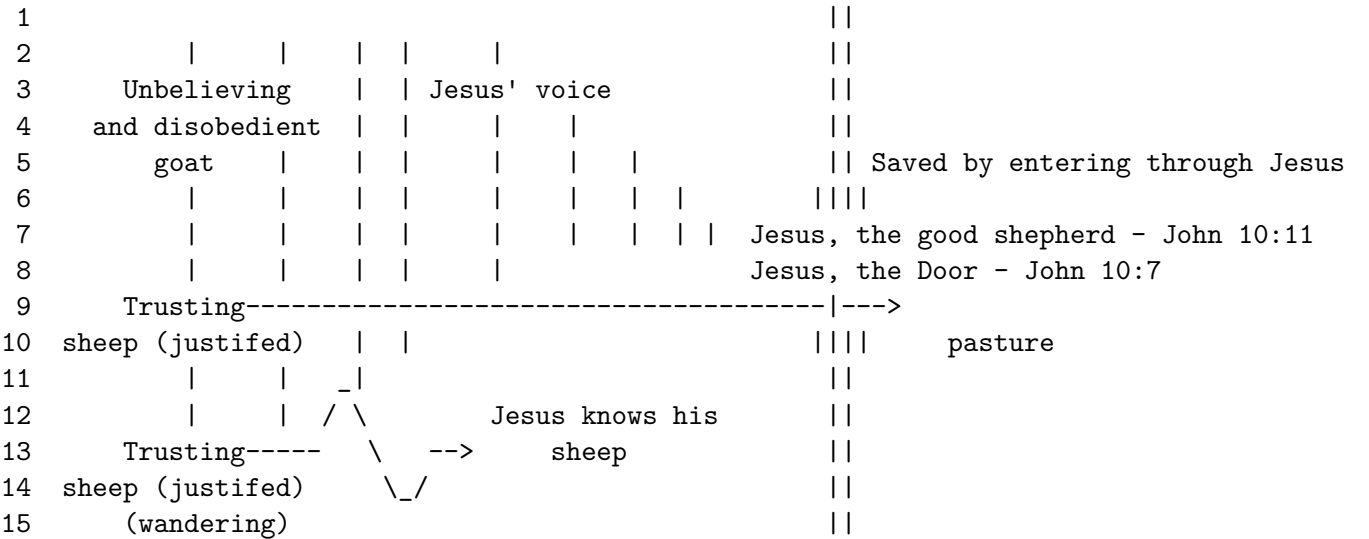 1
2
3 Unbelieving Jesus' voice
4 and disobedient
5 goat Saved by entering through Jesus
6
7 Jesus, the good shepherd - John 10:11
8 Jesus, the Door - John 10:7
9 Trusting------------------------------------|--->
10 sheep (justifed) pasture
11
12 Jesus knows his
13 Trusting----- --> sheep
14 sheep (justifed)
15 (wandering)